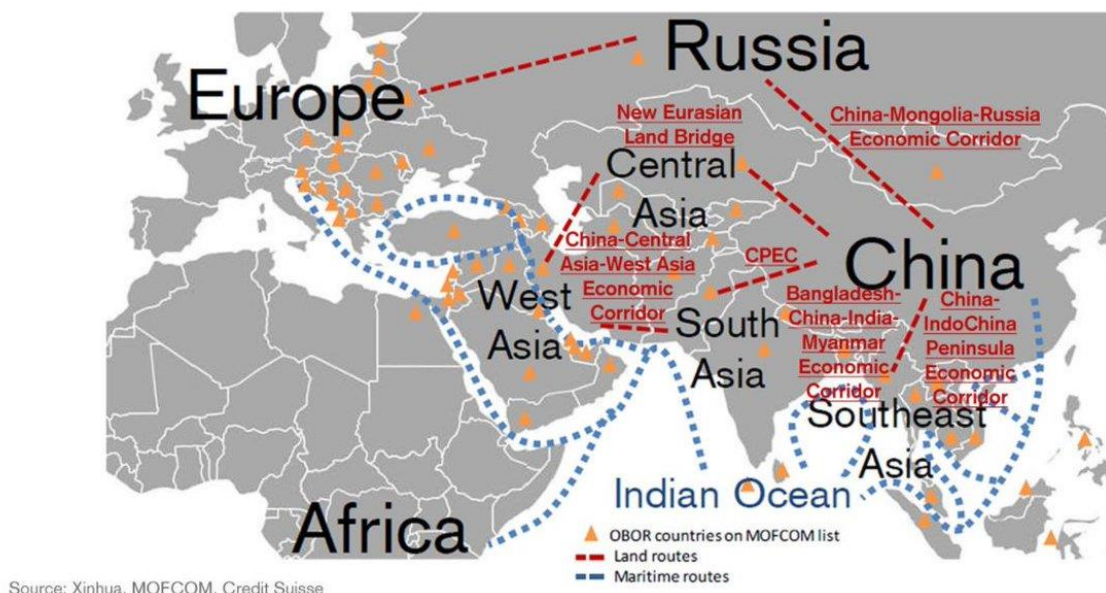 Russia
Europe
New Eurasian
Land Bridge
China-Mongolia-Russia
Economic Corridor
Central
Asia
China-Central
Asia-West Asia
Economic
Corridor
CPEC
China
West
Asia
South
Asia
Bangladesh-
China-India-
Myanmar
Economic
Corridor
China-
IndoChina
Peninsula
Economic
Corridor
Southeast
Asia
Indian Ocean
Africa
OBOR countries on MOFCOM list
Land routes
Maritime routes
Source: Xinhua, MOFCOM, Credit Suisse